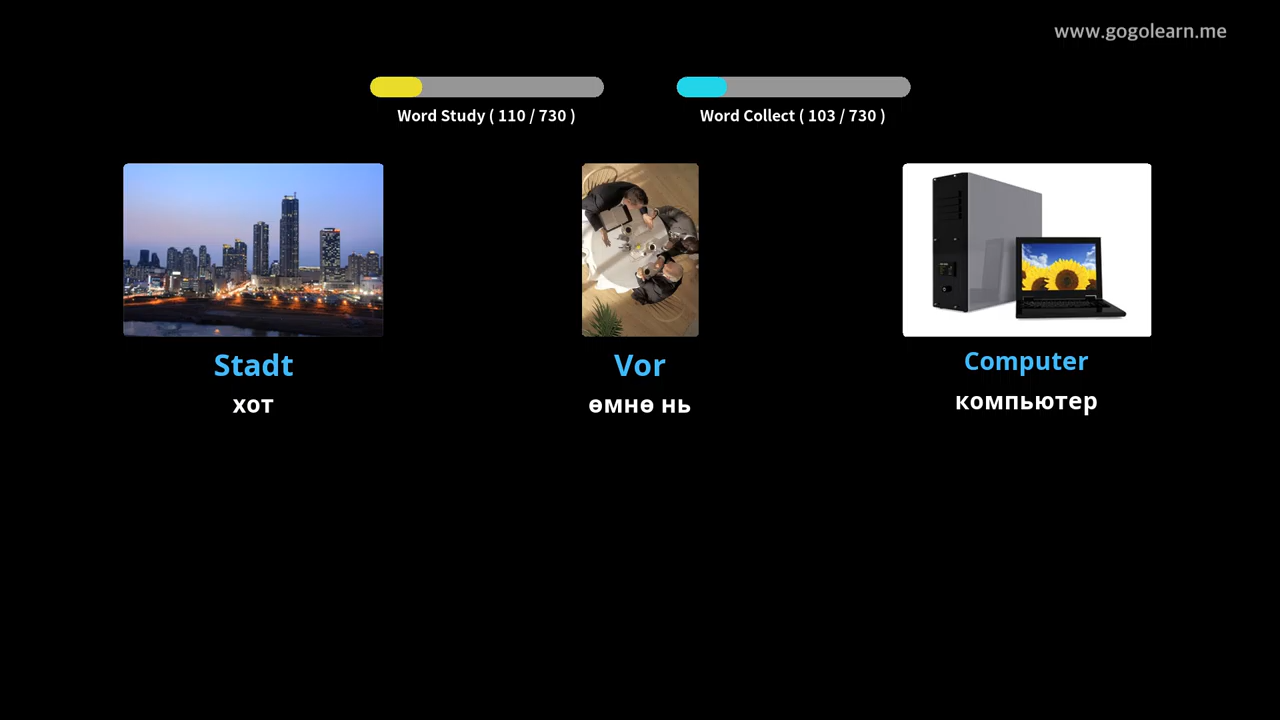 www.gogolearn.me
Word Study ( 110 / 730 )
Word Collect ( 103 / 730 )
Stadt
хот
Vor
өмнө нь
Computer
компьютер